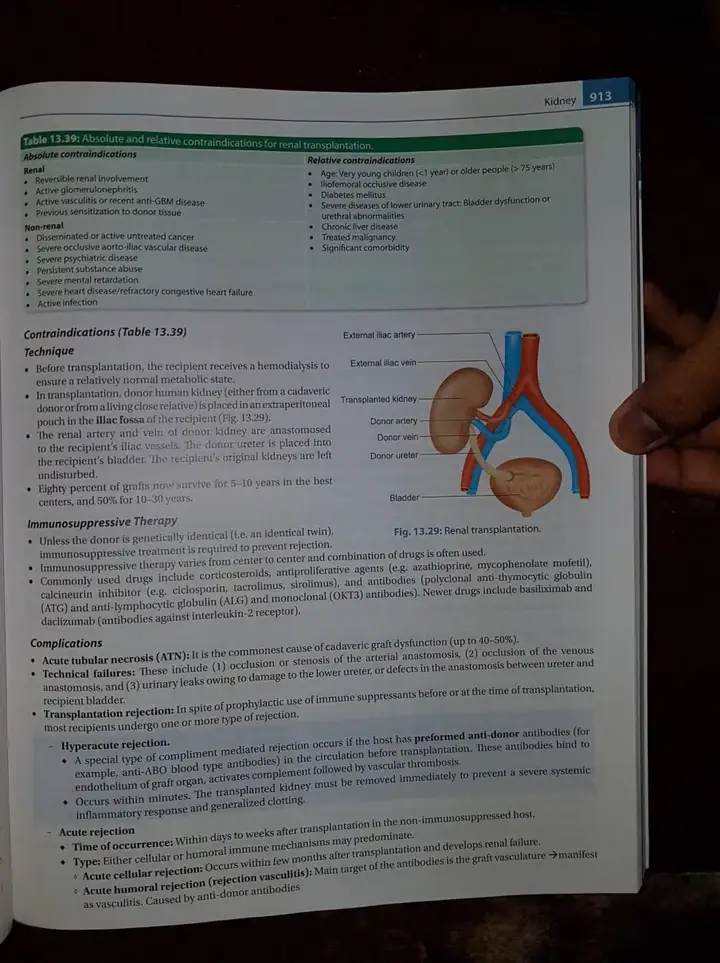 Kidney 913
Table 13.39: Absolute and relative contraindications for renal transplantation.
Absolute contraindications
Renal
• Reversible renal involvement
• Active glomerulonephritis
• Active vasculitis or recent anti-GBM disease
• Previous sensitization to donor tissue
Non-renal
• Disseminated or active untreated cancer
• Severe occlusive aorto-iliac vascular disease
• Severe psychiatric disease
• Persistent substance abuse
• Severe mental retardation
• Severe heart disease/refractory congestive heart failure
• Active infection
Relative contraindications
• Age: Very young children (<1 year) or older people (> 75 years)
• Iliofemoral occlusive disease
• Diabetes mellitus
• Severe diseases of lower urinary tract: Bladder dysfunction or
urethral abnormalities
• Chronic liver disease
• Treated malignancy
• Significant comorbidity
Contraindications (Table 13.39)
Technique
• Before transplantation, the recipient receives a hemodialysis to
ensure a relatively normal metabolic state.
• In transplantation, donor human kidney (either from a cadaveric
donor or from a living close relative) is placed in an extraperitoneal
pouch in the iliac fossa of the recipient (Fig. 13.29).
• The renal artery and vein of donor kidney are anastomosed
to the recipient's iliac vessels. The donor ureter is placed into
the recipient's bladder. The recipient's original kidneys are left
undisturbed.
• Eighty percent of grafts now survive for 5–10 years in the best
centers, and 50% for 10–30 years.
External iliac artery
External iliac vein
Transplanted kidney
Donor artery
Donor vein
Donor ureter
Bladder
Fig. 13.29: Renal transplantation.
Immunosuppressive Therapy
• Unless the donor is genetically identical (i.e. an identical twin),
immunosuppressive treatment is required to prevent rejection.
• Immunosuppressive therapy varies from center to center and combination of drugs is often used.
• Commonly used drugs include corticosteroids, antiproliferative agents (e.g. azathioprine, mycophenolate mofetil),
calcineurin inhibitor (e.g. ciclosporin, tacrolimus, sirolimus), and antibodies (polyclonal anti-thymocytic globulin
(ATG) and anti-lymphocytic globulin (ALG) and monoclonal (OKT3) antibodies). Newer drugs include basiliximab and
daclizumab (antibodies against interleukin-2 receptor).
Complications
• Acute tubular necrosis (ATN): It is the commonest cause of cadaveric graft dysfunction (up to 40–50%).
• Technical failures: These include (1) occlusion or stenosis of the arterial anastomosis, (2) occlusion of the venous
anastomosis, and (3) urinary leaks owing to damage to the lower ureter, or defects in the anastomosis between ureter and
recipient bladder.
• Transplantation rejection: In spite of prophylactic use of immune suppressants before or at the time of transplantation,
most recipients undergo one or more type of rejection.
– Hyperacute rejection.
◆ A special type of compliment mediated rejection occurs if the host has preformed anti-donor antibodies (for
example, anti-ABO blood type antibodies) in the circulation before transplantation. These antibodies bind to
endothelium of graft organ, activates complement followed by vascular thrombosis.
◆ Occurs within minutes. The transplanted kidney must be removed immediately to prevent a severe systemic
inflammatory response and generalized clotting.
– Acute rejection
◆ Time of occurrence: Within days to weeks after transplantation in the non-immunosuppressed host.
◆ Type: Either cellular or humoral immune mechanisms may predominate.
◇ Acute cellular rejection: Occurs within few months after transplantation and develops renal failure.
◇ Acute humoral rejection (rejection vasculitis): Main target of the antibodies is the graft vasculature →manifest
as vasculitis. Caused by anti-donor antibodies